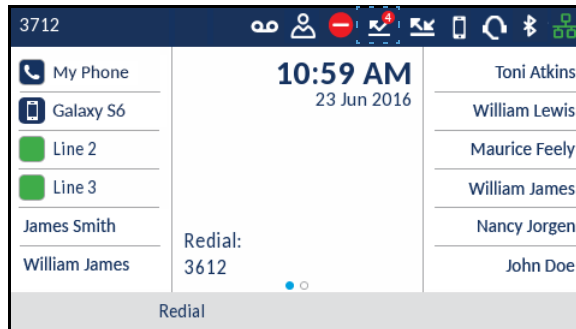 3712
4
My Phone
Galaxy S6
Line 2
Line 3
James Smith
William James
10:59 AM
23 Jun 2016
Redial:
3612
Toni Atkins
William Lewis
Maurice Feely
William James
Nancy Jorgen
John Doe
Redial